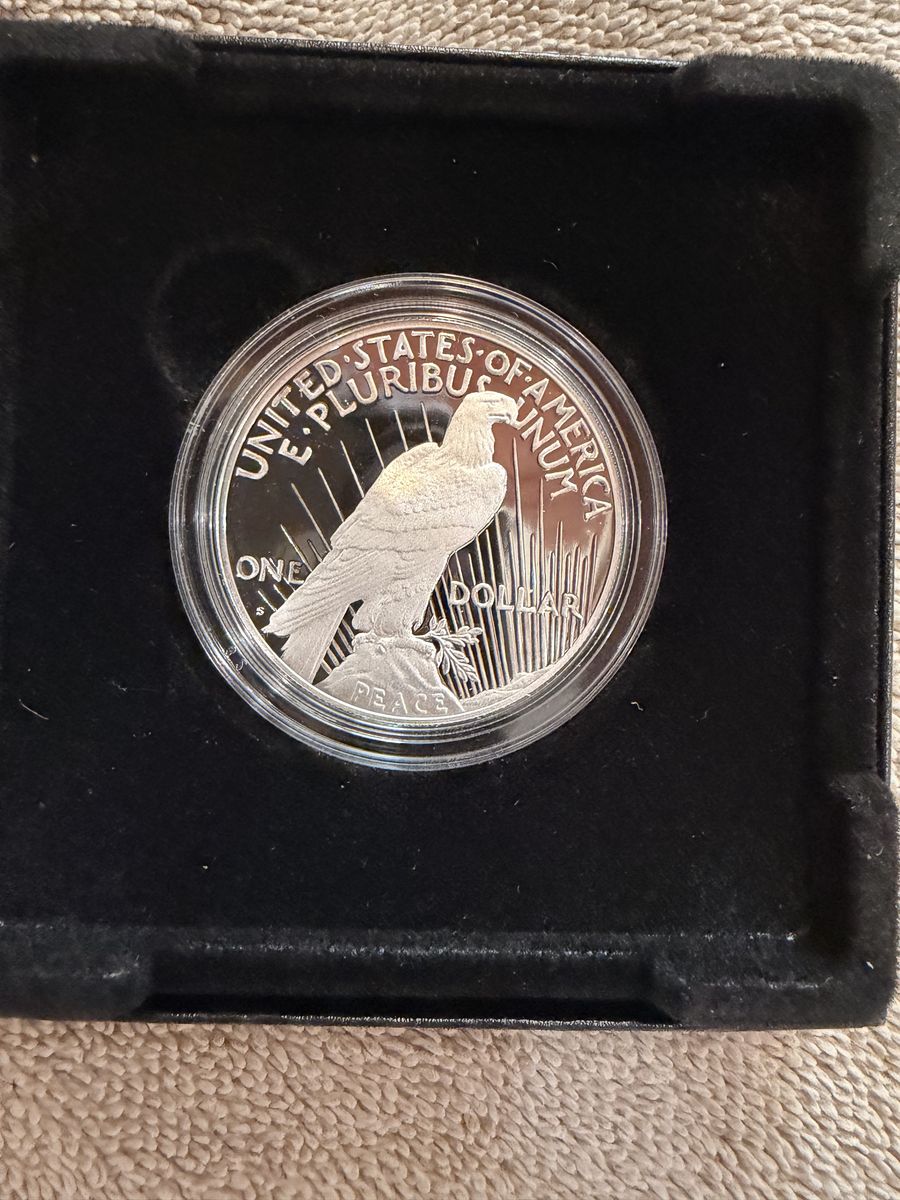 UNITED·STATES·OF·AMERICA
E·PLURIBUS UNUM
ONE DOLLAR
S
PEACE